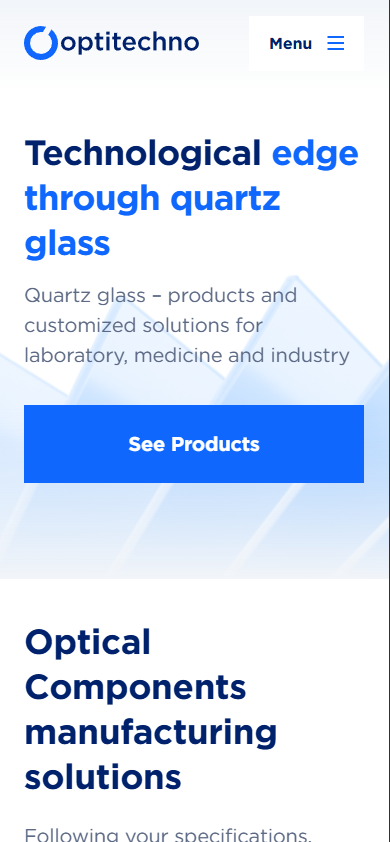 optitechno
Menu
Technological edge
through quartz
glass
Quartz glass – products and
customized solutions for
laboratory, medicine and industry
See Products
Optical
Components
manufacturing
solutions
Following your specifications,